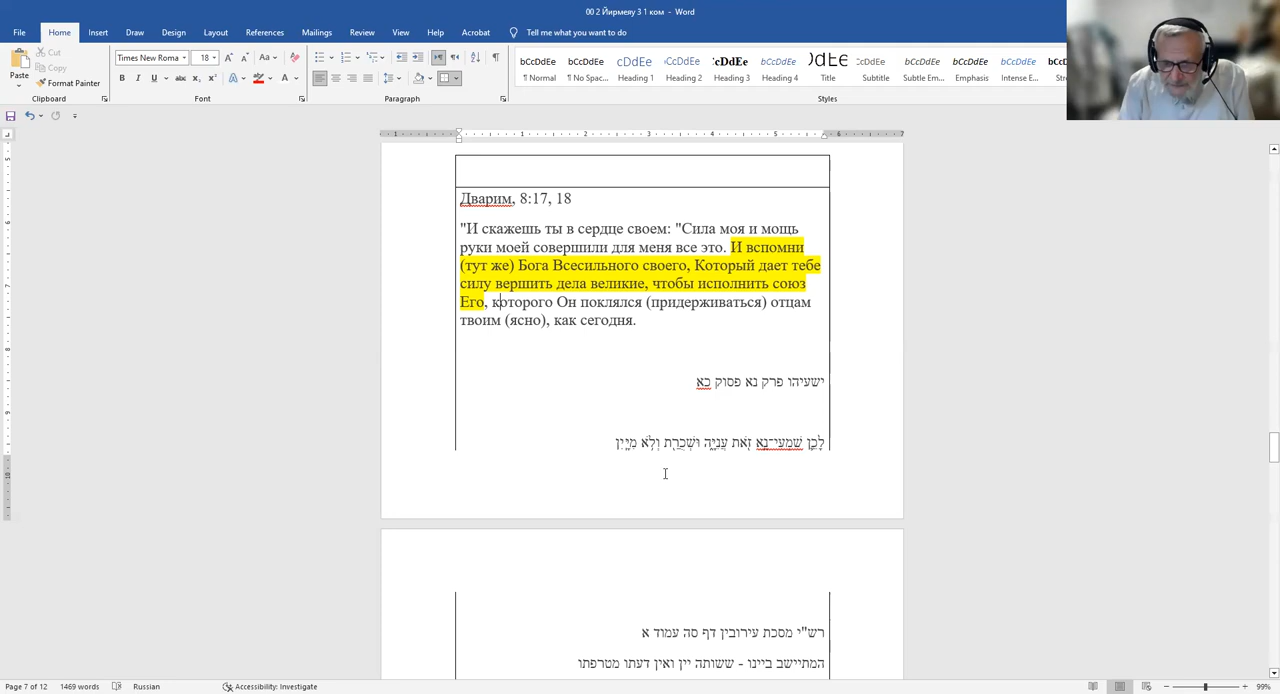 00 2 Йирмеяу 3 1 ком - Word
File Home Insert Draw Design Layout References Mailings Review View Help Acrobat Tell me what you want to do
Cut
Copy
Format Painter
Paste
Times New Roma 18
Clipboard Font Paragraph Styles
¶ Normal ¶ No Spac... Heading 1 Heading 2 Heading 3 Heading 4 Title Subtitle Subtle Em... Emphasis Intense E...
Дварим, 8:17, 18
"И скажешь ты в сердце своем: "Сила моя и мощь
руки моей совершили для меня все это. И вспомни
(тут же) Бога Всесильного своего, Который дает тебе
силу вершить дела великие, чтобы исполнить союз
Его, которого Он поклялся (придерживаться) отцам
твоим (ясно), как сегодня.
ישעיהו פרק נא פסוק כא
לָכֵ֛ן שִׁמְעִי־נָ֥א זֹ֖את עֲנִיָּ֑ה וּשְׁכֻרַ֖ת וְלֹ֥א מִיָּֽיִן
רש"י מסכת עירובין דף סה עמוד א
המתיישב ביינו - ששותה יין ואין דעתו מטרפתו
Page 7 of 12 1469 words Russian Accessibility: Investigate 99%